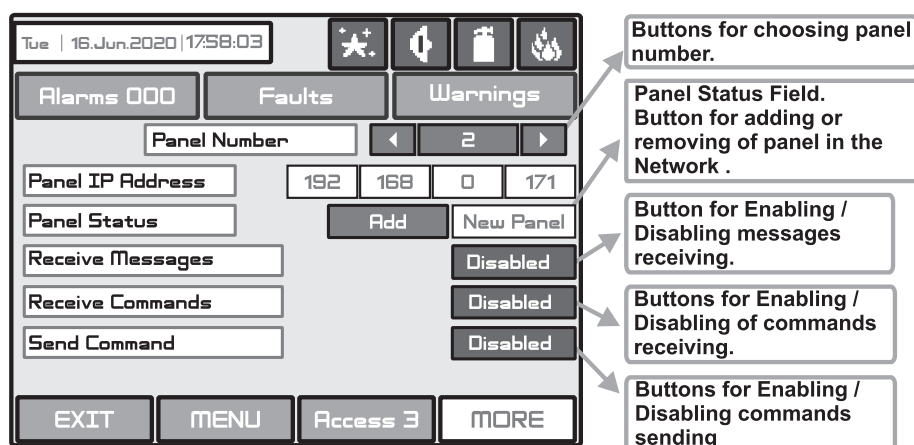 Tue | 16.Jun.2020 | 17:58:03
Alarms 000 Faults Warnings
Panel Number 2
Panel IP Address 192 168 0 171
Panel Status Add New Panel
Receive Messages Disabled
Receive Commands Disabled
Send Command Disabled
EXIT MENU Access 3 MORE
Buttons for choosing panel
number.
Panel Status Field.
Button for adding or
removing of panel in the
Network .
Button for Enabling /
Disabling messages
receiving.
Buttons for Enabling /
Disabling of commands
receiving.
Buttons for Enabling /
Disabling commands
sending